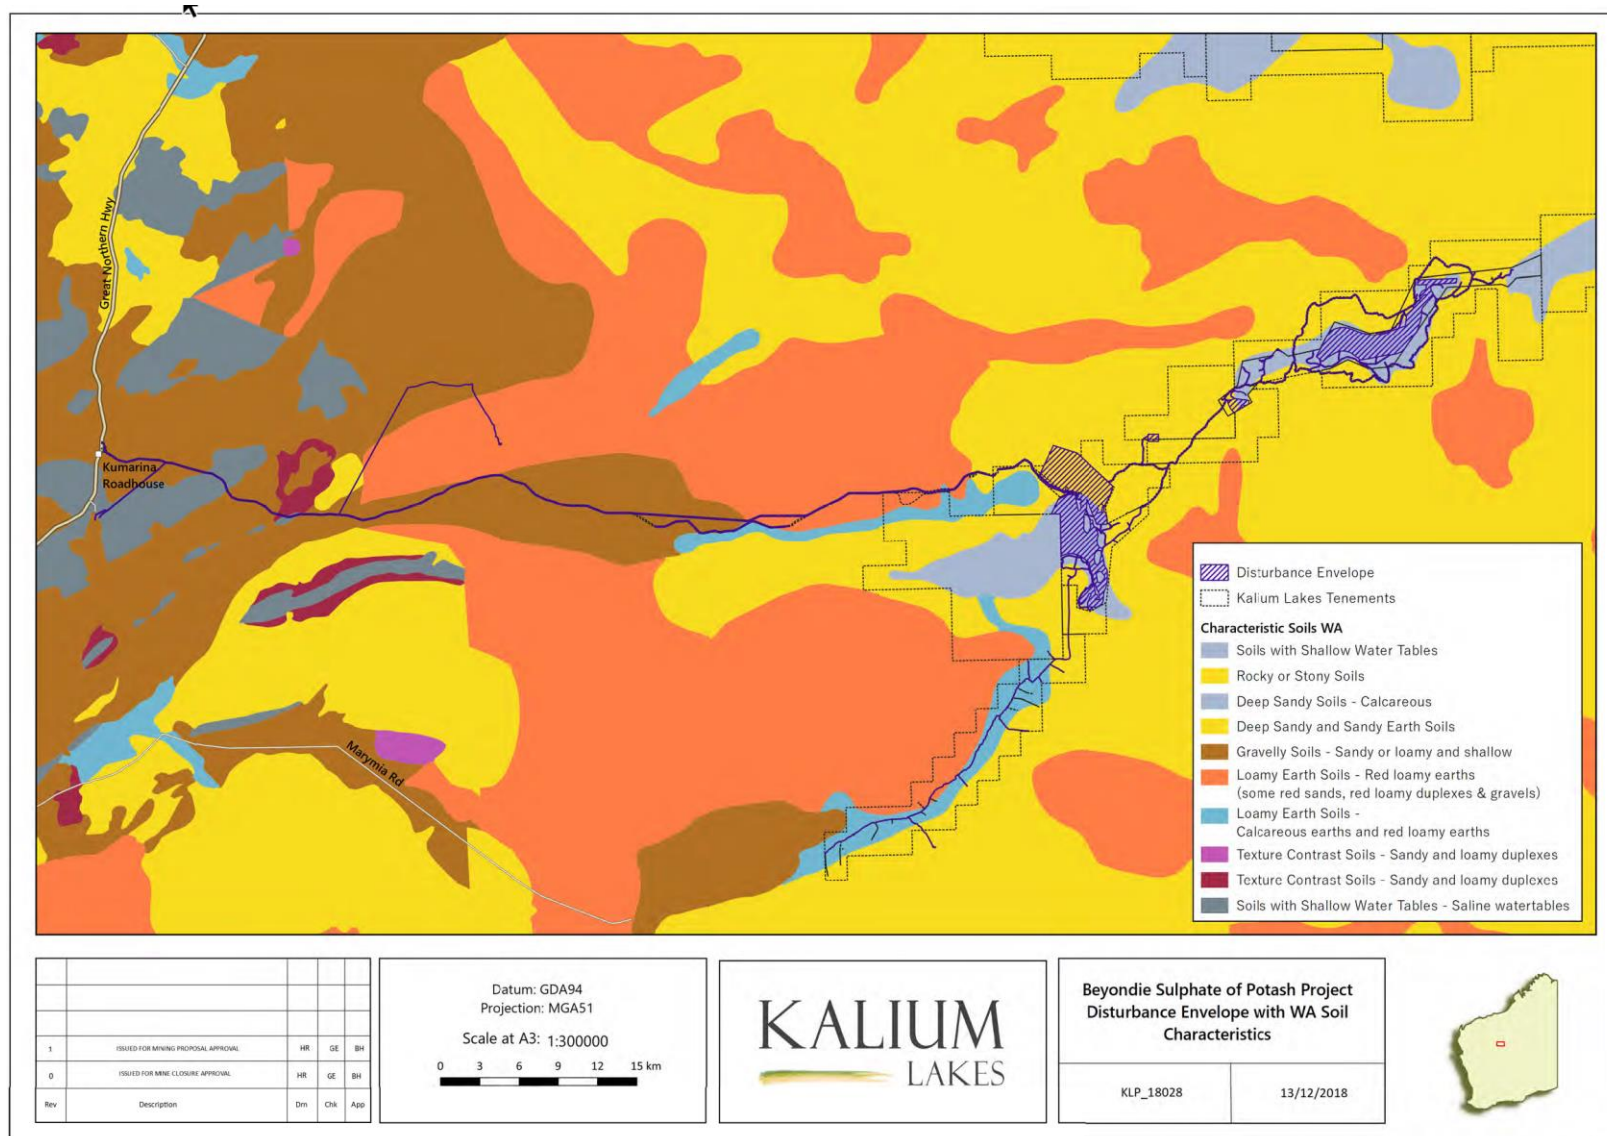 Great Northern Hwy
Kumarina
Roadhouse
Marymia Rd
Disturbance Envelope
Kalium Lakes Tenements
Characteristic Soils WA
Soils with Shallow Water Tables
Rocky or Stony Soils
Deep Sandy Soils - Calcareous
Deep Sandy and Sandy Earth Soils
Gravelly Soils - Sandy or loamy and shallow
Loamy Earth Soils - Red loamy earths
(some red sands, red loamy duplexes & gravels)
Loamy Earth Soils -
Calcareous earths and red loamy earths
Texture Contrast Soils - Sandy and loamy duplexes
Texture Contrast Soils - Sandy and loamy duplexes
Soils with Shallow Water Tables - Saline watertables
1 ISSUED FOR MINING PROPOSAL APPROVAL HR GE BH
0 ISSUED FOR MINE CLOSURE APPROVAL HR GE BH
Rev Description Drn Chk App
Datum: GDA94
Projection: MGA51
Scale at A3: 1:300000
0 3 6 9 12 15 km
KALIUM
LAKES
Beyondie Sulphate of Potash Project
Disturbance Envelope with WA Soil
Characteristics
KLP_18028 13/12/2018